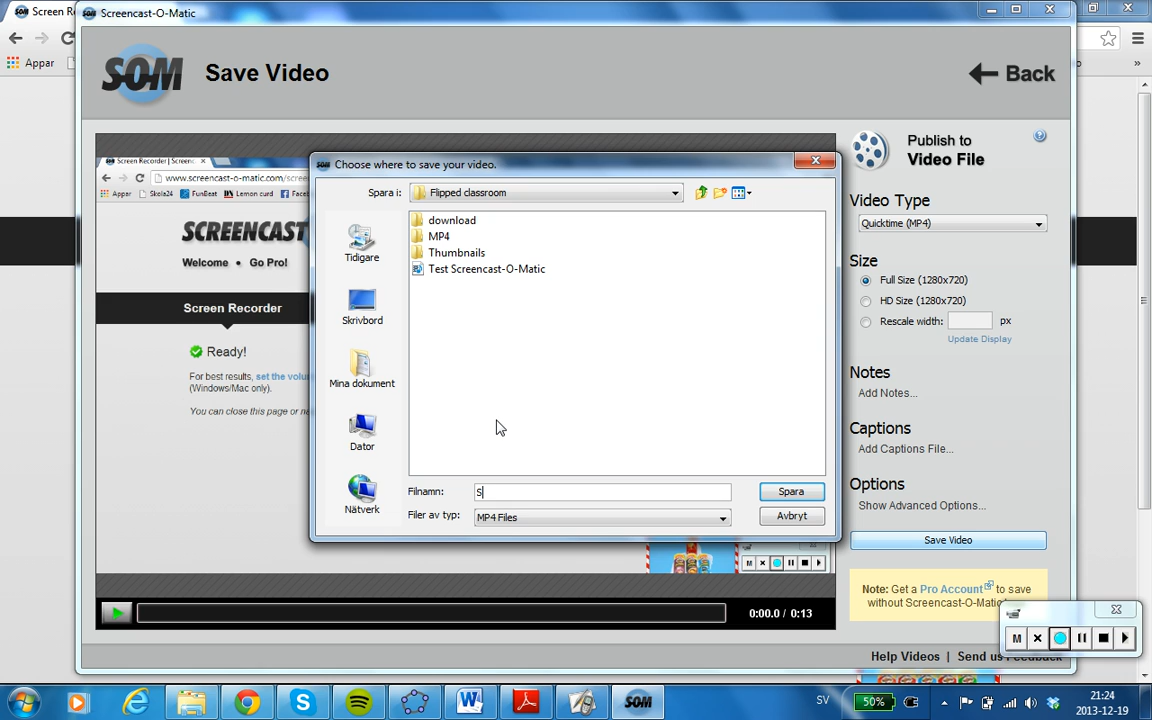 Screen R
Screencast-O-Matic
Appar
SOM
Save Video
Back
Publish to
Video File
Video Type
Quicktime (MP4)
Size
Full Size (1280x720)
HD Size (1280x720)
Rescale width:
px
Update Display
Notes
Add Notes...
Captions
Add Captions File...
Options
Show Advanced Options...
Save Video
Note: Get a Pro Account to save
without Screencast-O-Matic
Screen Recorder | Screenc
www.screencast-o-matic.com/scree
Appar
Skola24
FunBeat
Lemon curd
Faceb
SCREENCAST
Welcome • Go Pro!
Screen Recorder
Ready!
For best results, set the volu
(Windows/Mac only).
You can close this page or na
Choose where to save your video.
Spara i:
Flipped classroom
Tidigare
Skrivbord
Mina dokument
Dator
Nätverk
download
MP4
Thumbnails
Test Screencast-O-Matic
Filnamn:
S
Spara
Filer av typ:
MP4 Files
Avbryt
M
0:00.0 / 0:13
M
Help Videos | Send us Feedback
SV
50%
21:24
2013-12-19